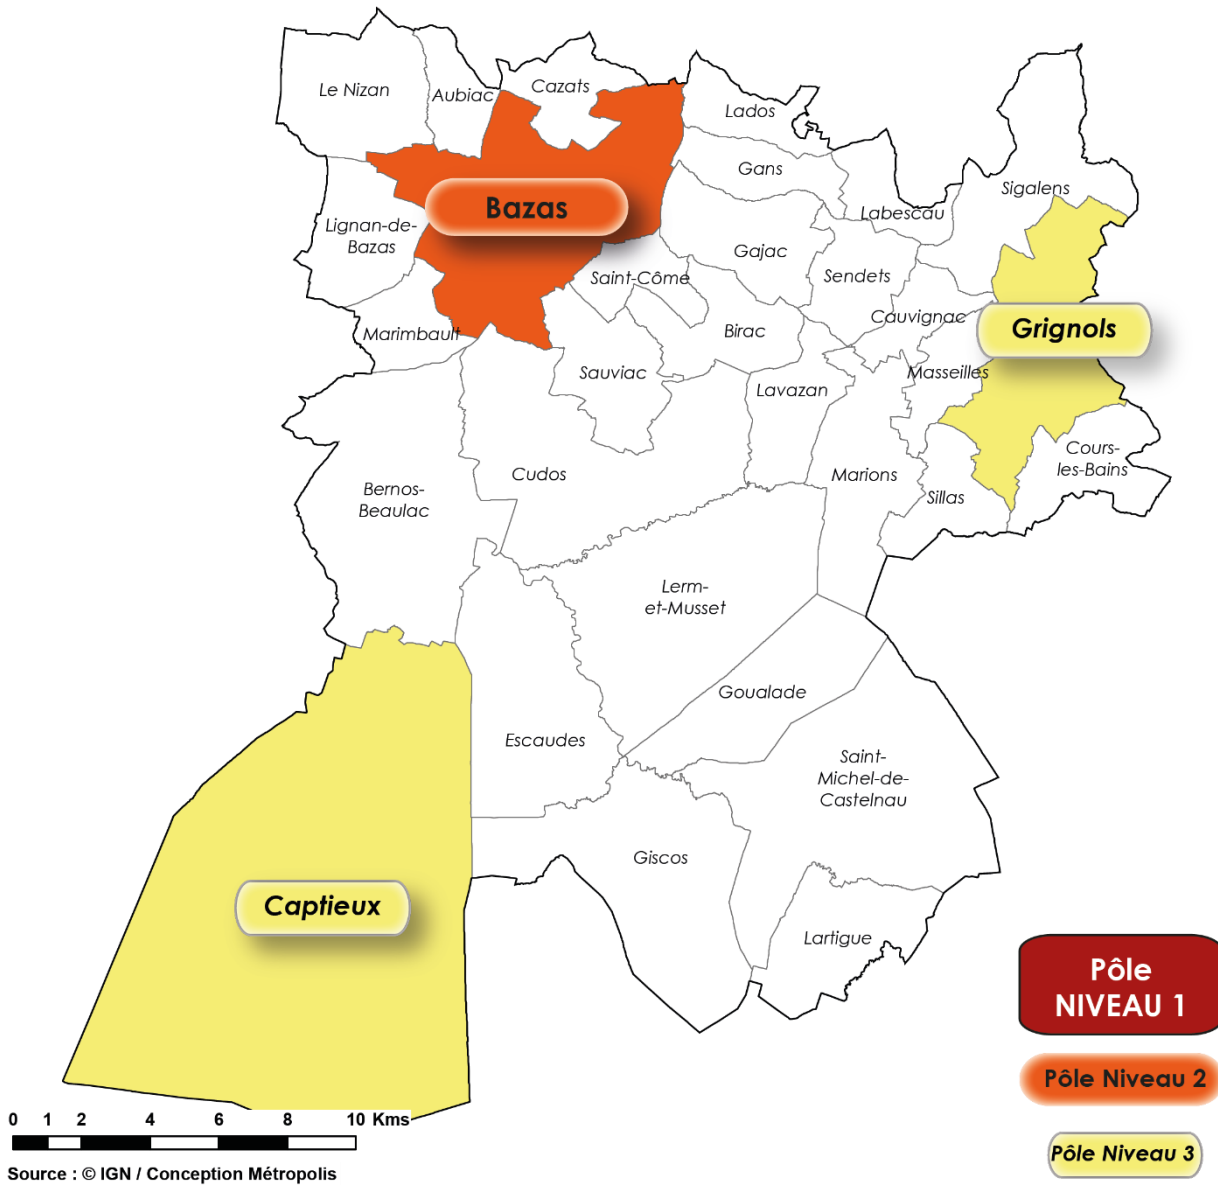 Le Nizan
Aubiac
Cazats
Lados
Gans
Sigalens
Labescau
Bazas
Lignan-de-
Bazas
Gajac
Saint-Côme
Sendets
Cauvignac
Grignols
Marimbault
Birac
Sauviac
Masseilles
Lavazan
Cours-
les-Bains
Cudos
Marions
Sillas
Bernos-
Beaulac
Lerm-
et-Musset
Goualade
Escaudes
Saint-
Michel-de-
Castelnau
Giscos
Captieux
Lartigue
Pôle
NIVEAU 1
Pôle Niveau 2
Pôle Niveau 3
0 1 2 4 6 8 10 Kms
Source : © IGN / Conception Métropolis